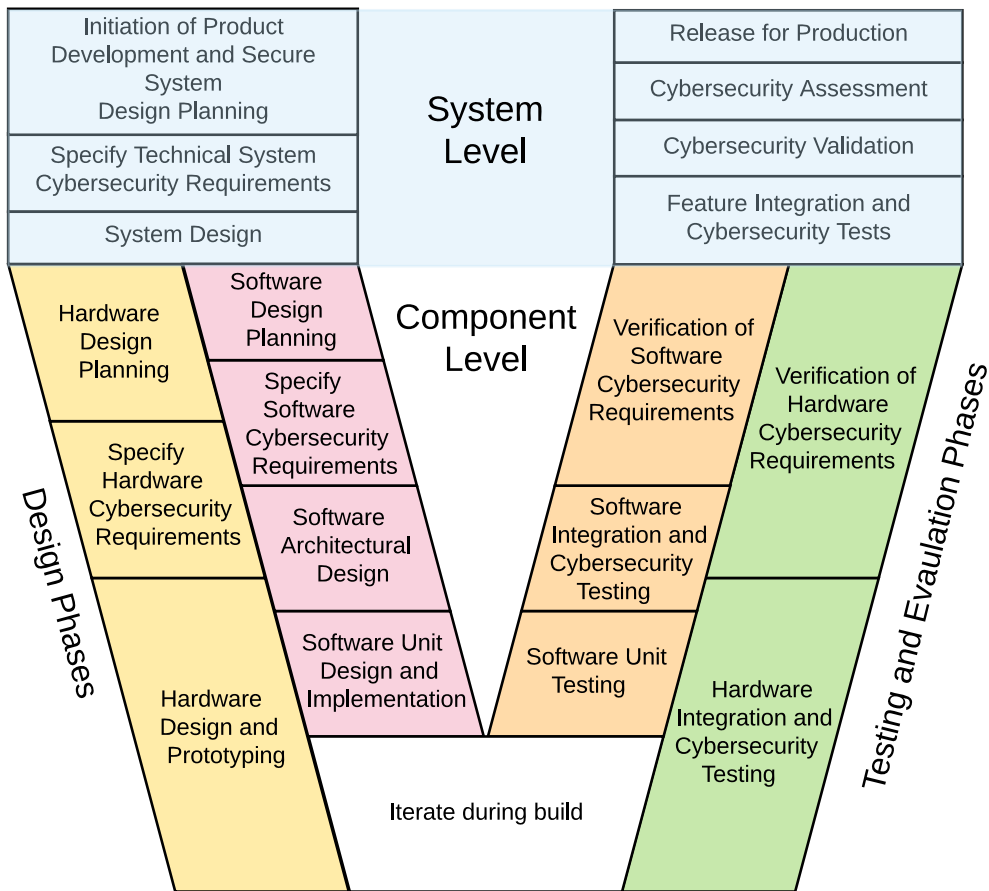 Initiation of Product
Development and Secure
System
Design Planning
Specify Technical System
Cybersecurity Requirements
System Design
System
Level
Release for Production
Cybersecurity Assessment
Cybersecurity Validation
Feature Integration and
Cybersecurity Tests
Hardware
Design
Planning
Specify
Hardware
Cybersecurity
Requirements
Hardware
Design and
Prototyping
Software
Design
Planning
Specify
Software
Cybersecurity
Requirements
Software
Architectural
Design
Software Unit
Design and
Implementation
Component
Level
Verification of
Software
Cybersecurity
Requirements
Software
Integration and
Cybersecurity
Testing
Software Unit
Testing
Verification of
Hardware
Cybersecurity
Requirements
Hardware
Integration and
Cybersecurity
Testing
Design Phases
Testing and Evaulation Phases
Iterate during build